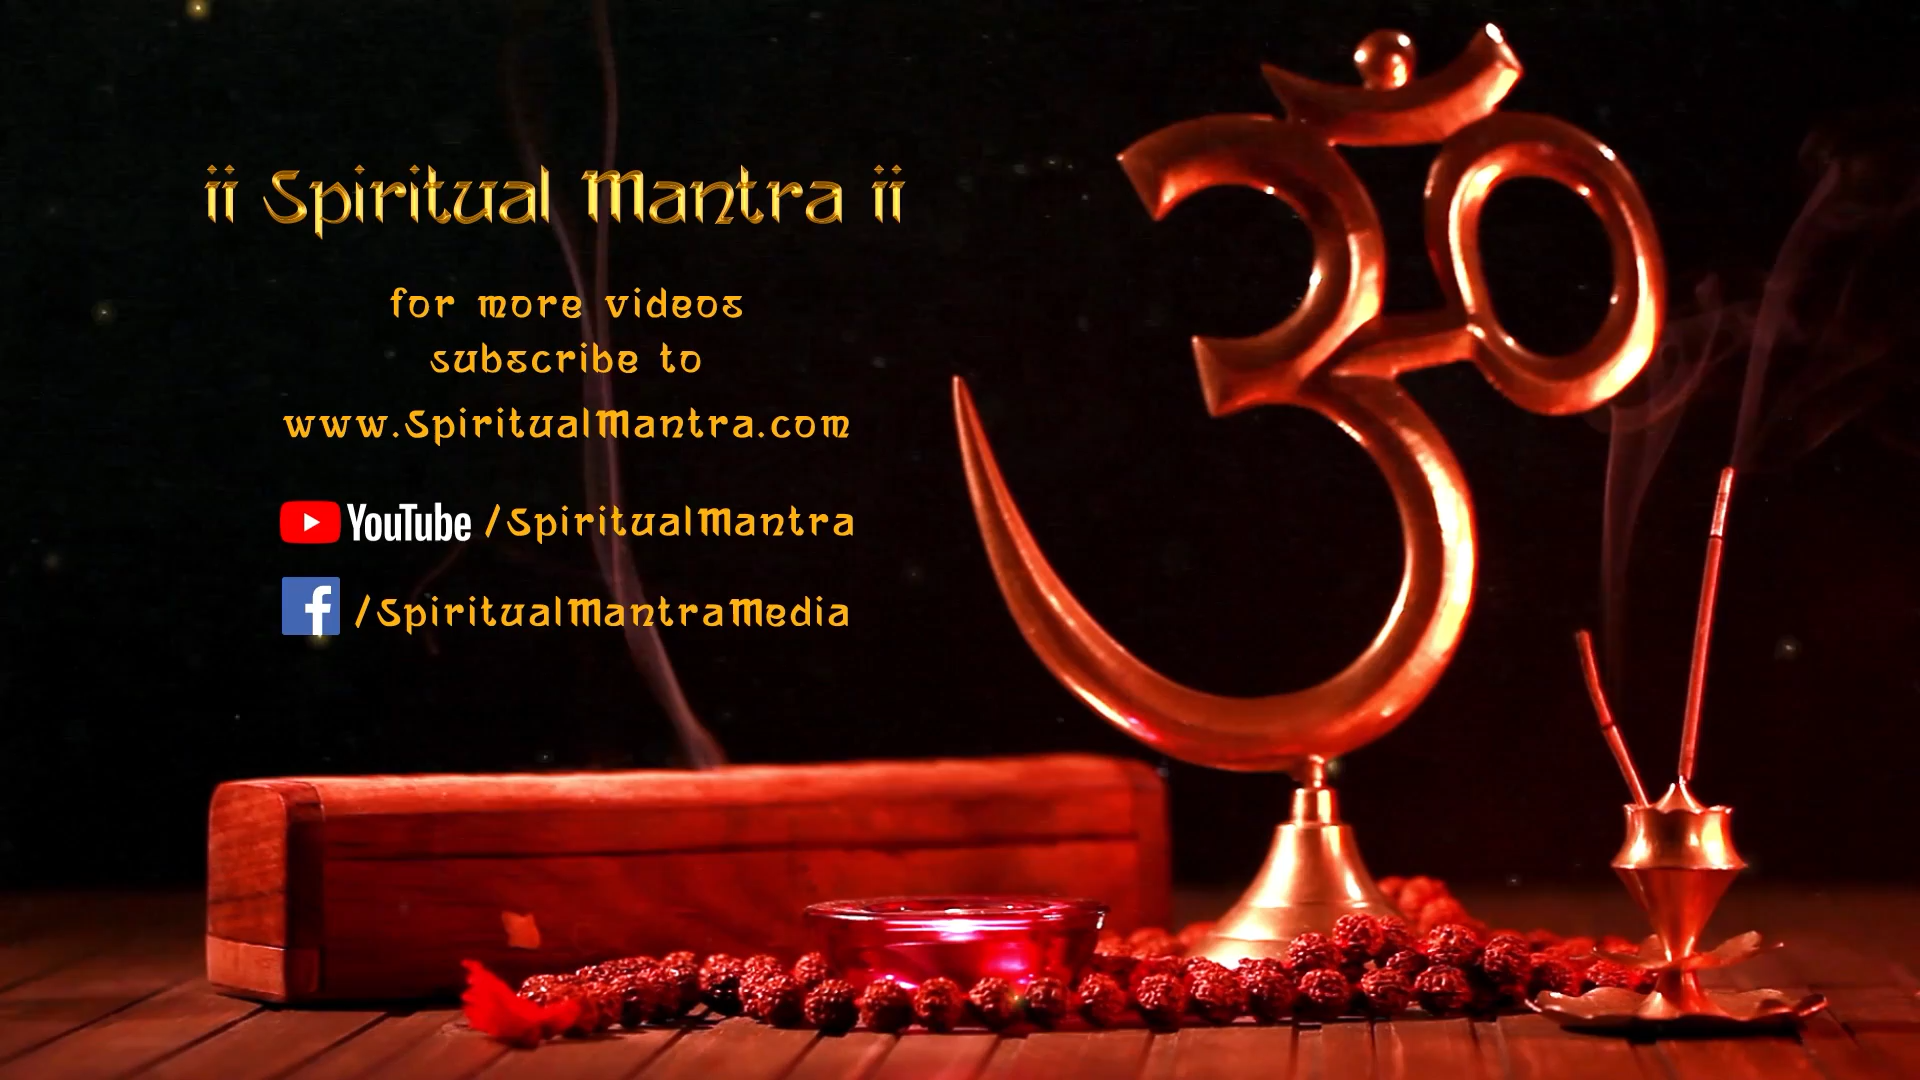 ii Spiritual Mantra ii
for more videos
subscribe to
www.SpiritualMantra.com
YouTube /SpiritualMantra
f /SpiritualMantraMedia